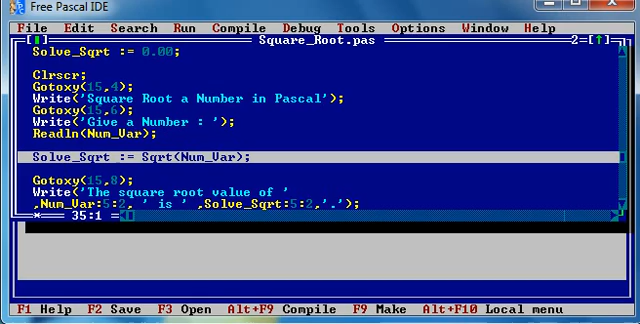 Free Pascal IDE
File Edit Search Run Compile Debug Tools Options Window Help
Square_Root.pas 2=[↑]
Solve_Sqrt := 0.00;
Clrscr;
Gotoxy(15,4);
Write('Square Root a Number in Pascal');
Gotoxy(15,6);
Write('Give a Number : ');
Readln(Num_Var);
Solve_Sqrt := Sqrt(Num_Var);
Gotoxy(15,8);
Write('The square root value of '
,Num_Var:5:2, ' is ' ,Solve_Sqrt:5:2,'.');
35:1
F1 Help F2 Save F3 Open Alt+F9 Compile F9 Make Alt+F10 Local menu